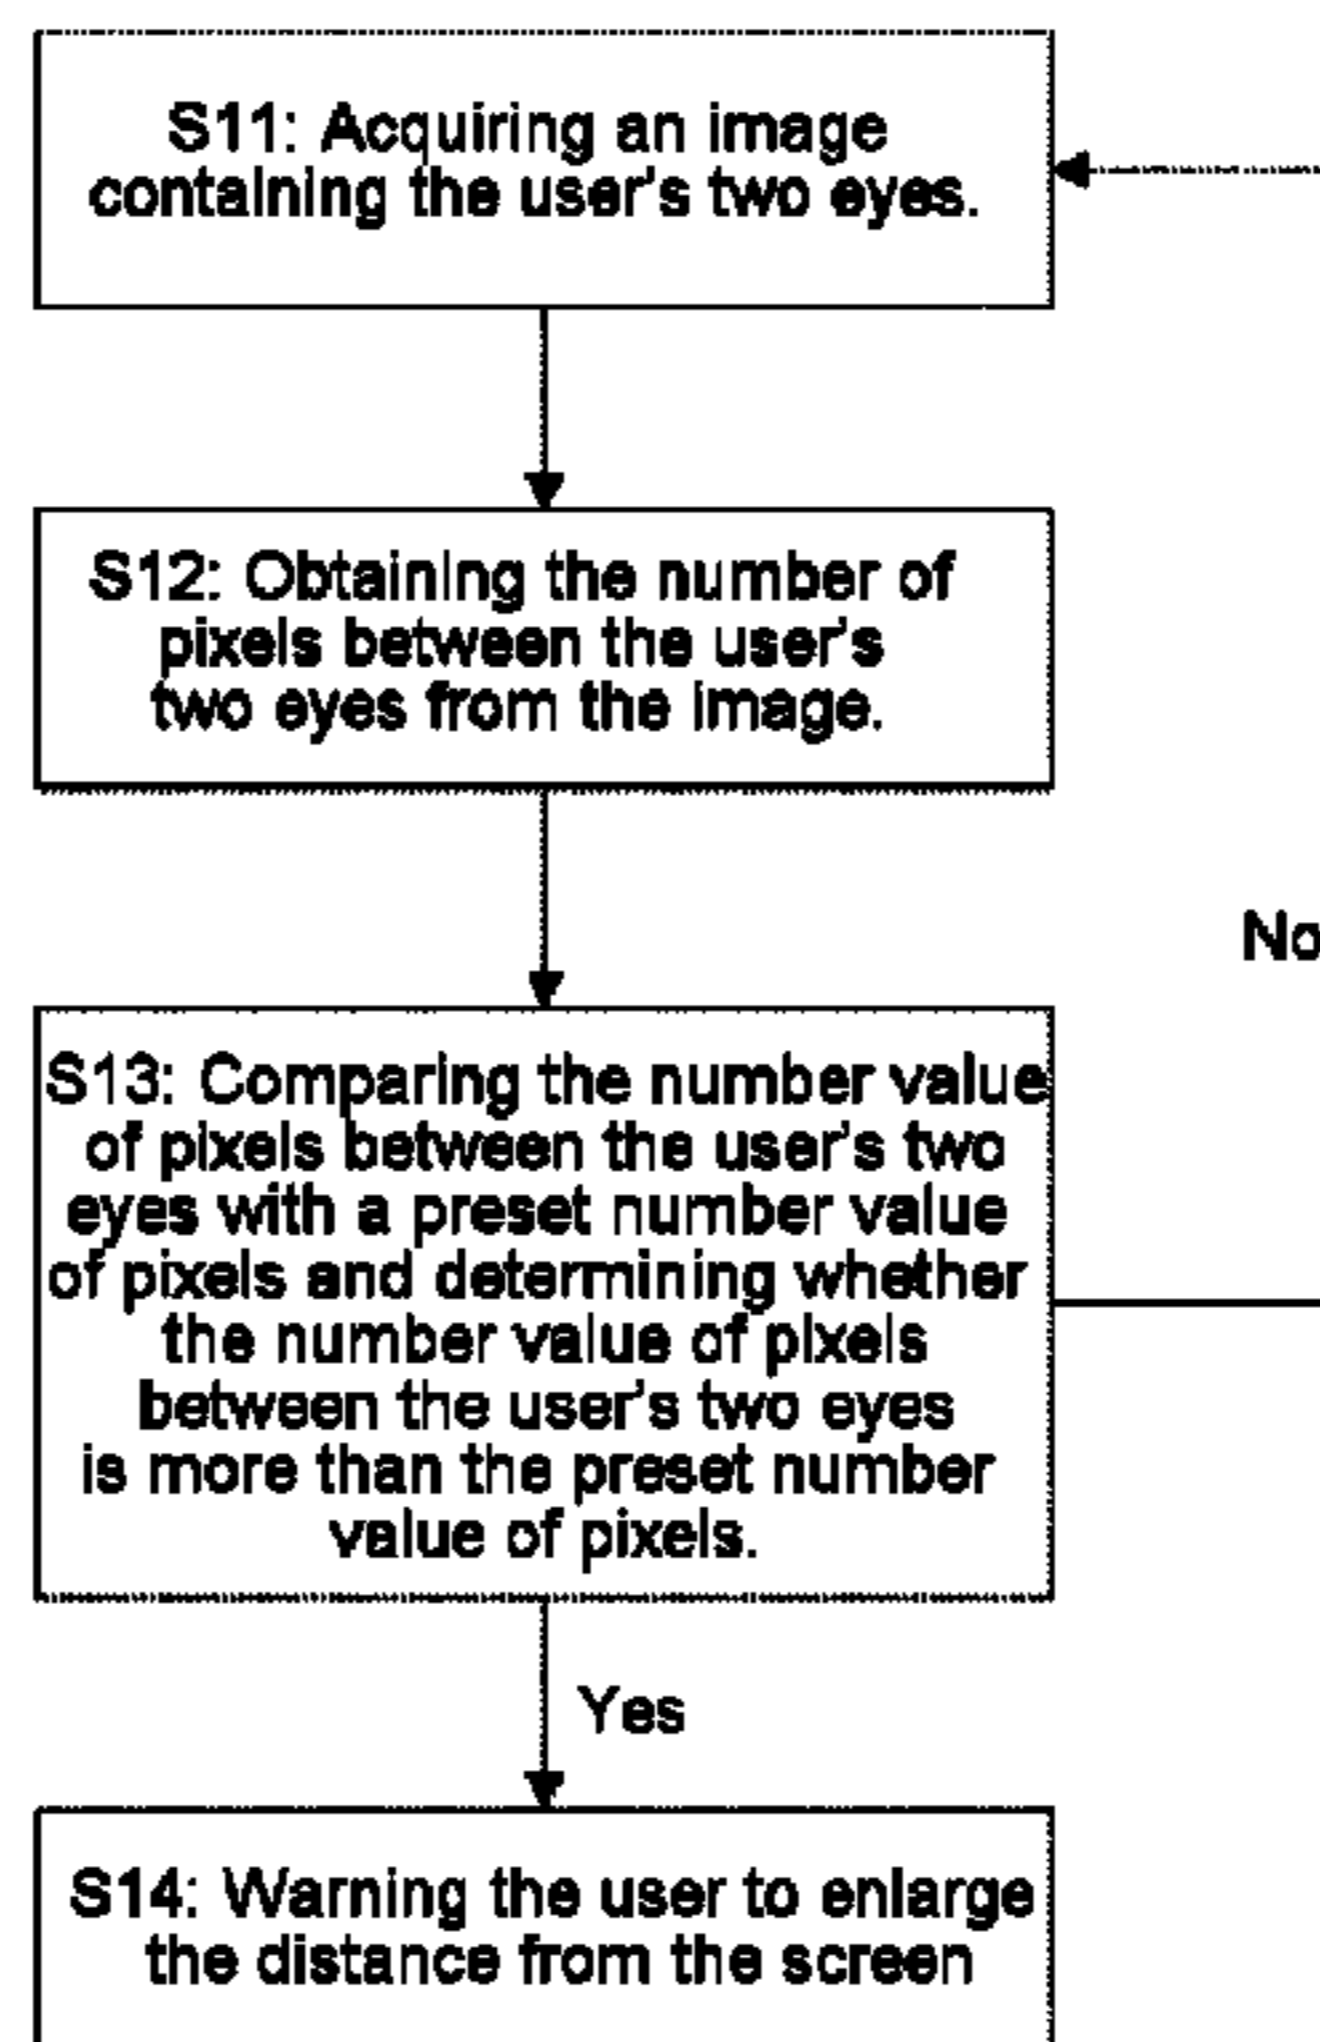 S11: Acquiring an image
containing the user's two eyes.
S12: Obtaining the number of
pixels between the user's
two eyes from the image.
No
S13: Comparing the number value
of pixels between the user's two
eyes with a preset number value
of pixels and determining whether
the number value of pixels
between the user's two eyes
is more than the preset number
value of pixels.
Yes
S14: Warning the user to enlarge
the distance from the screen